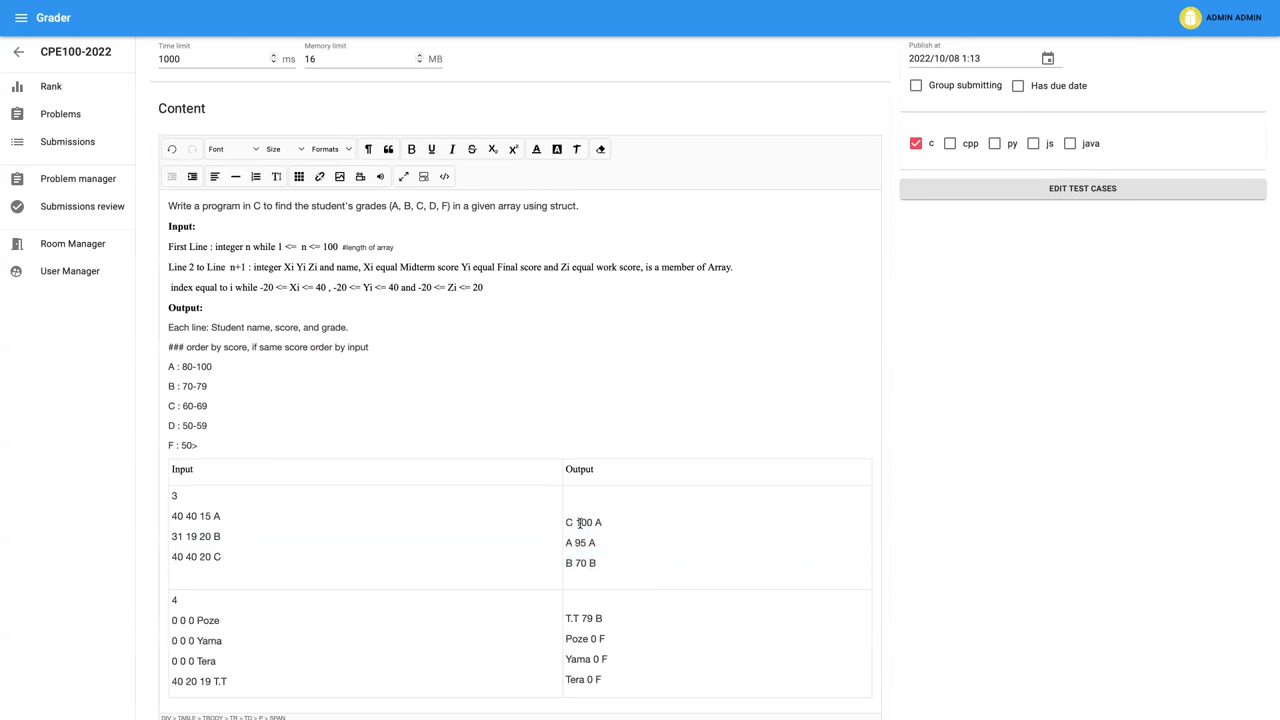 Grader
ADMIN ADMIN
CPE100-2022
Rank
Problems
Submissions
Problem manager
Submissions review
Room Manager
User Manager
Time limit
1000 ms
Memory limit
16 MB
Content
Font Size Formats
Write a program in C to find the student's grades (A, B, C, D, F) in a given array using struct.
Input:
First Line : integer n while 1 <= n <= 100 #length of array
Line 2 to Line n+1 : integer Xi Yi Zi and name, Xi equal Midterm score Yi equal Final score and Zi equal work score, is a member of Array.
index equal to i while -20 <= Xi <= 40 , -20 <= Yi <= 40 and -20 <= Zi <= 20
Output:
Each line: Student name, score, and grade.
### order by score, if same score order by input
A : 80-100
B : 70-79
C : 60-69
D : 50-59
F : 50>
Input
Output
3
40 40 15 A
31 19 20 B
40 40 20 C
C 100 A
A 95 A
B 70 B
4
0 0 0 Poze
0 0 0 Yama
0 0 0 Tera
40 20 19 T.T
T.T 79 B
Poze 0 F
Yama 0 F
Tera 0 F
DIV > TABLE > TBODY > TR > TD > P > SPAN
Publish at
2022/10/08 1:13
Group submitting
Has due date
c cpp py js java
EDIT TEST CASES